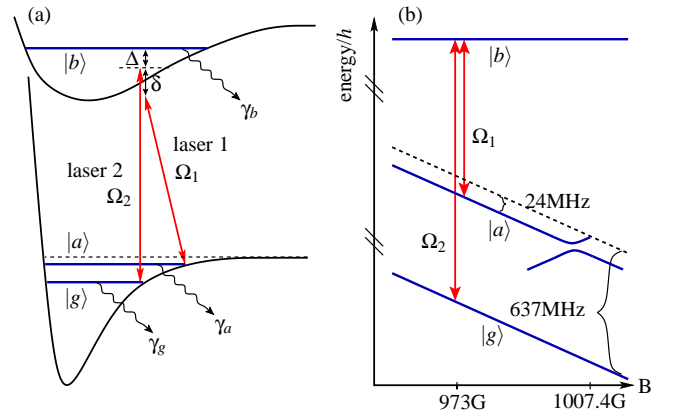 (a)
|b⟩
Δ
δ
γb
laser 1
laser 2
Ω1
Ω2
|a⟩
|g⟩
γa
γg
(b)
energy/h
|b⟩
Ω1
24MHz
|a⟩
Ω2
637MHz
|g⟩
B
973G
1007.4G